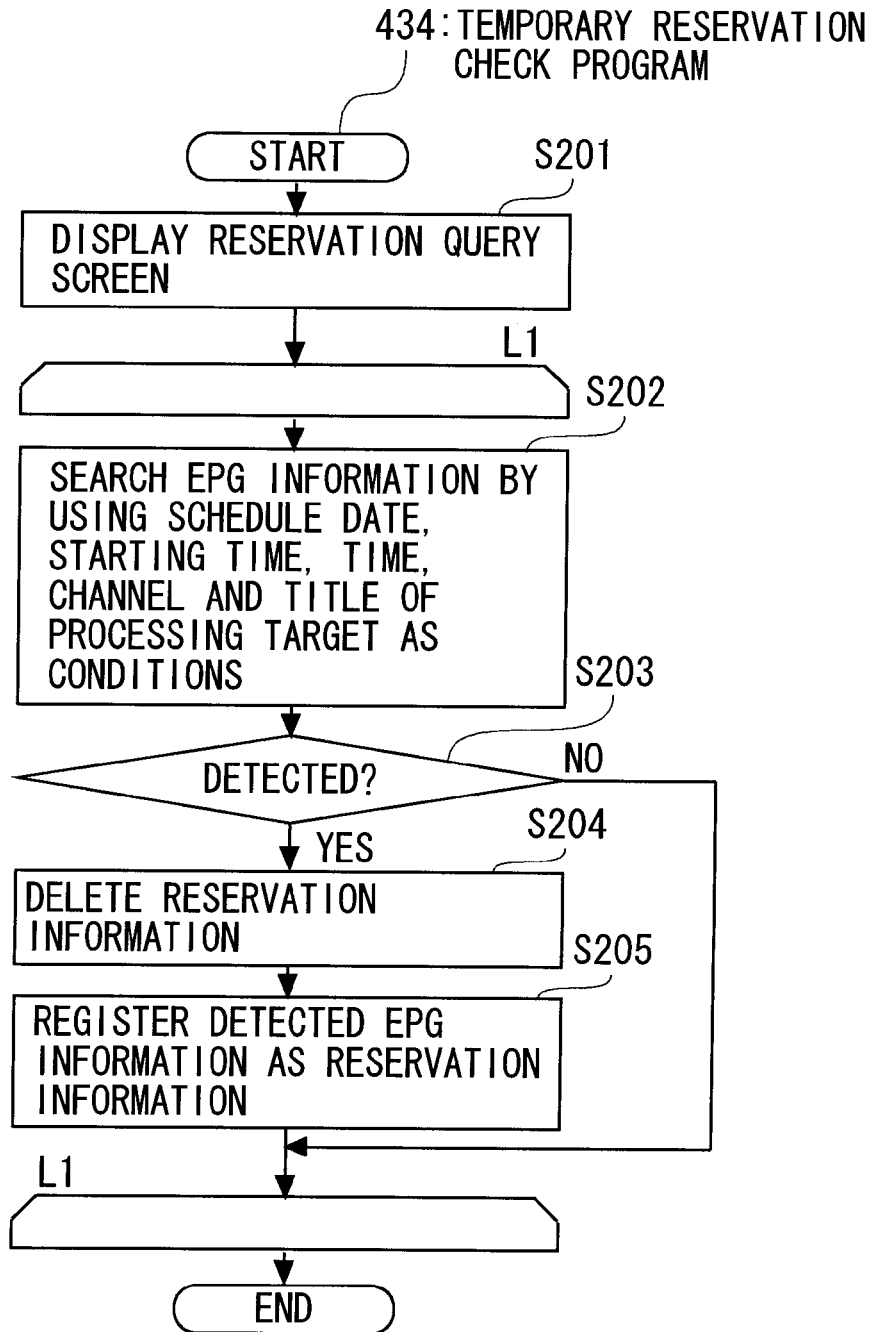 434:TEMPORARY RESERVATION
CHECK PROGRAM
START
S201
DISPLAY RESERVATION QUERY
SCREEN
L1
S202
SEARCH EPG INFORMATION BY
USING SCHEDULE DATE,
STARTING TIME, TIME,
CHANNEL AND TITLE OF
PROCESSING TARGET AS
CONDITIONS
S203
DETECTED?
NO
YES
S204
DELETE RESERVATION
INFORMATION
S205
REGISTER DETECTED EPG
INFORMATION AS RESERVATION
INFORMATION
L1
END